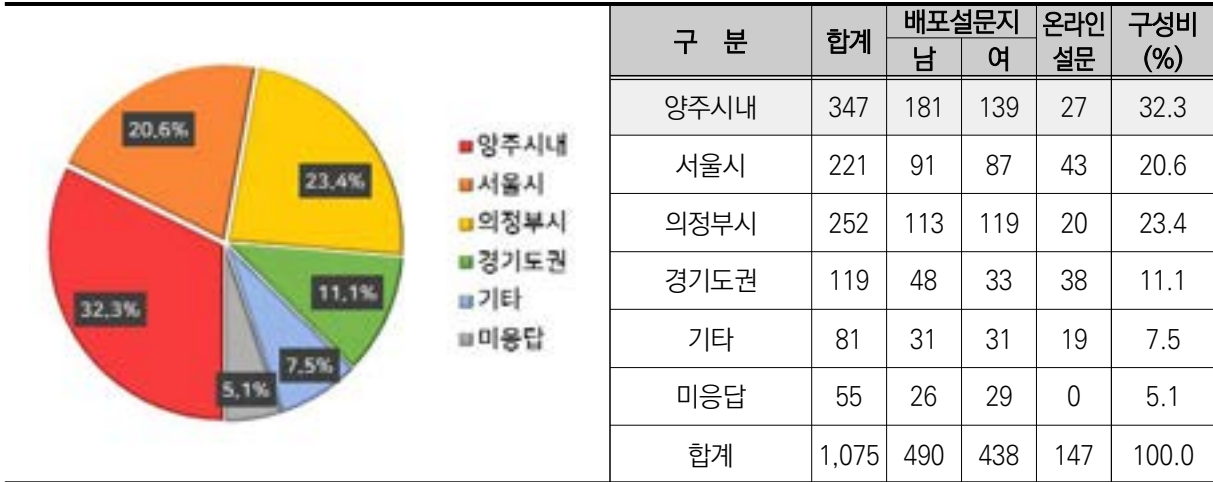 20.6%
23.4%
32.3%
11.1%
7.5%
5.1%
양주시내
서울시
의정부시
경기도권
기타
미응답
구 분 합계 배포설문지 온라인 설문 구성비 (%)
남 여
양주시내 347 181 139 27 32.3
서울시 221 91 87 43 20.6
의정부시 252 113 119 20 23.4
경기도권 119 48 33 38 11.1
기타 81 31 31 19 7.5
미응답 55 26 29 0 5.1
합계 1,075 490 438 147 100.0